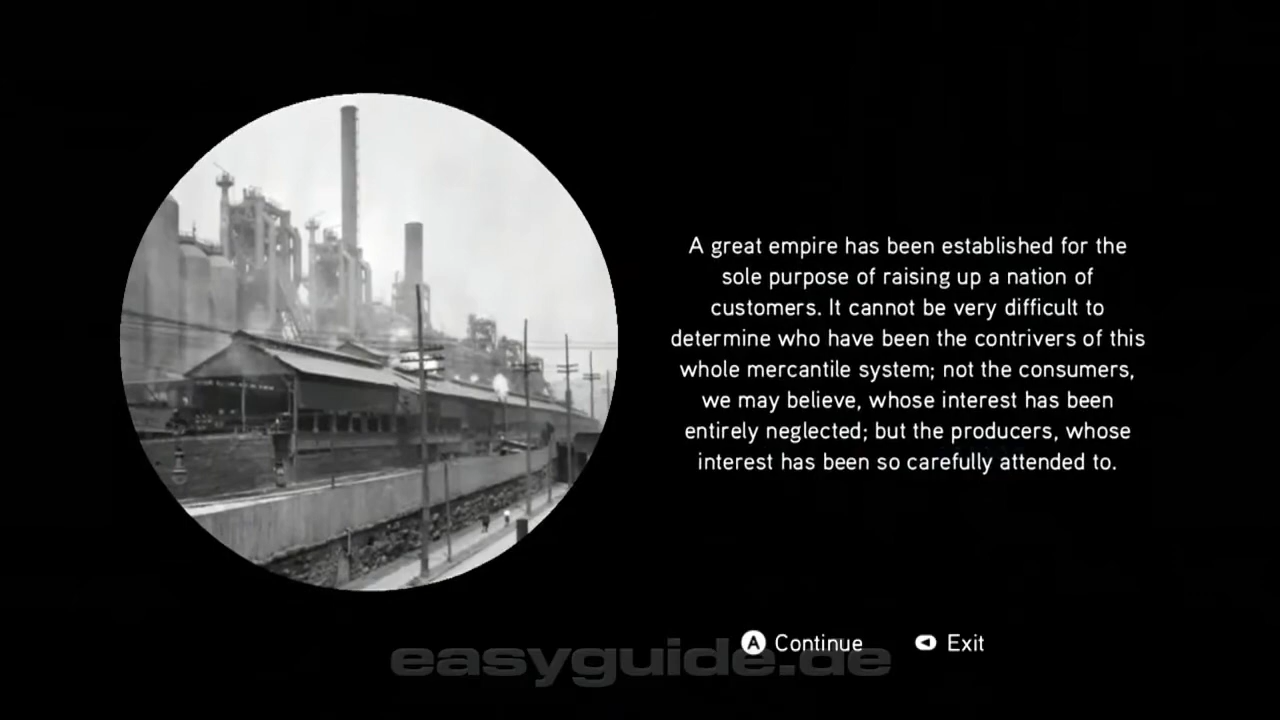 A great empire has been established for the
sole purpose of raising up a nation of
customers. It cannot be very difficult to
determine who have been the contrivers of this
whole mercantile system; not the consumers,
we may believe, whose interest has been
entirely neglected; but the producers, whose
interest has been so carefully attended to.
A Continue Exit
easyguide.de